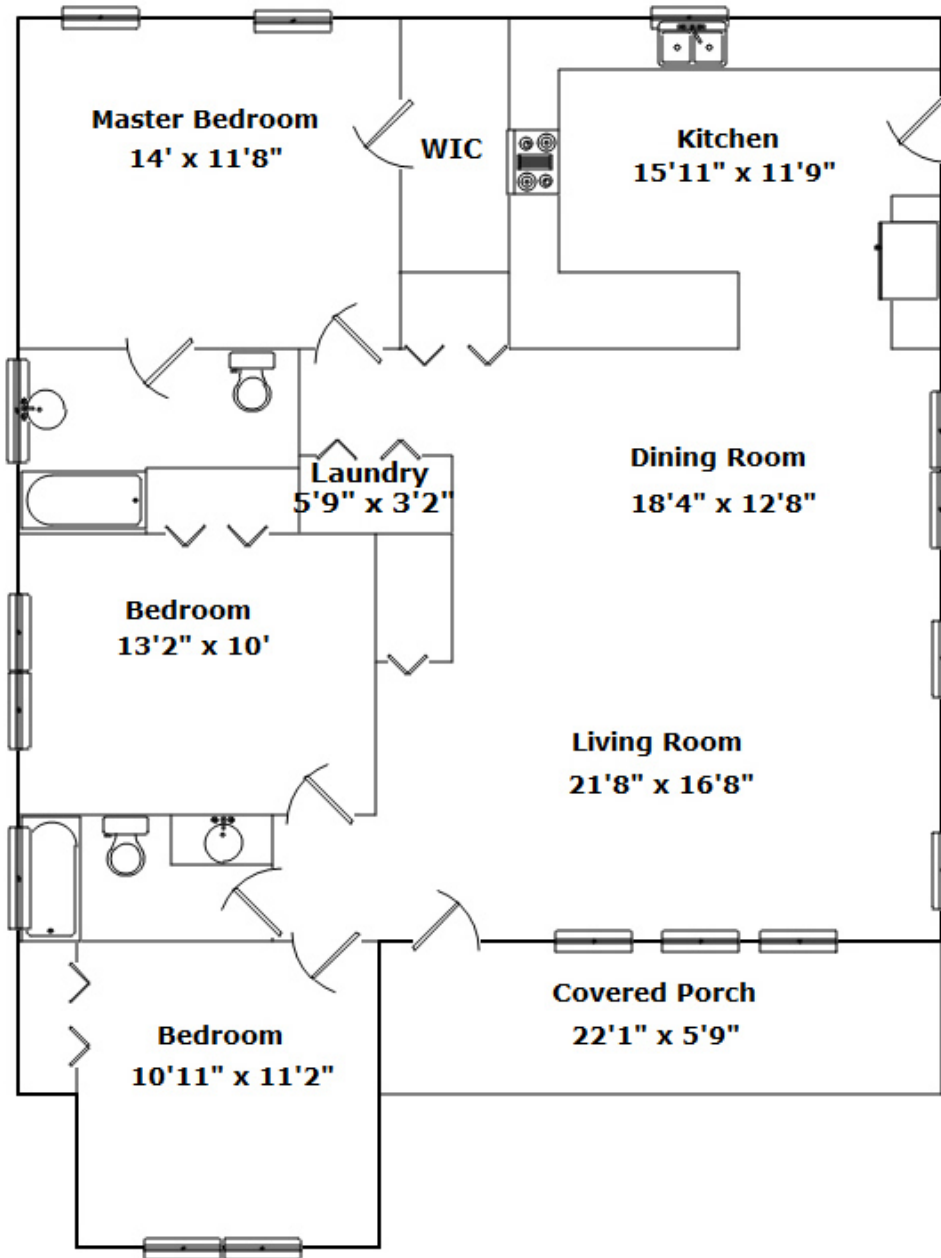 Master Bedroom
14' x 11'8"
WIC
Kitchen
15'11" x 11'9"
Laundry
5'9" x 3'2"
Dining Room
18'4" x 12'8"
Bedroom
13'2" x 10'
Living Room
21'8" x 16'8"
Covered Porch
22'1" x 5'9"
Bedroom
10'11" x 11'2"